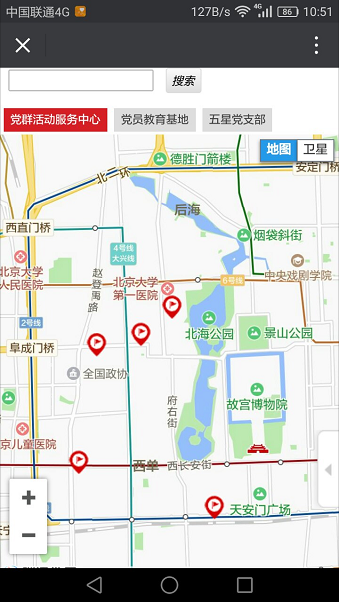 中国联通4G 127B/s 4G 86 10:51
搜索
党群活动服务中心 党员教育基地 五星党支部
地图 卫星
德胜门箭楼
安定门桥
北二环
后海
西直门桥
烟袋斜街
4号线
大兴线
北京大学
人民医院
赵登禹路
北京大学
第一医院
中央戏剧学院
6号线
2号线
北海公园
景山公园
阜成门桥
全国政协
府右街
故宫博物院
京儿童医院
西单
西长安街
天安门广场